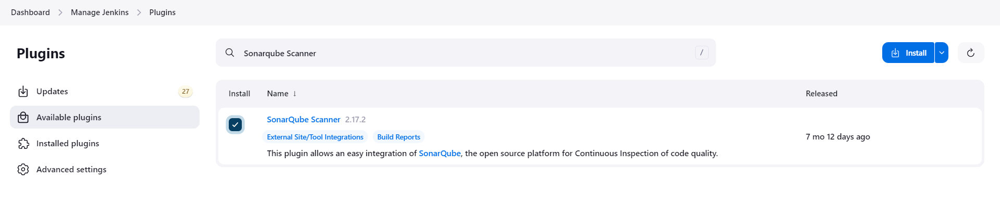 Dashboard > Manage Jenkins > Plugins
Plugins
Sonarqube Scanner /
Install
Updates 27
Available plugins
Installed plugins
Advanced settings
Install Name ↓ Released
SonarQube Scanner 2.17.2
External Site/Tool Integrations Build Reports
7 mo 12 days ago
This plugin allows an easy integration of SonarQube, the open source platform for Continuous Inspection of code quality.